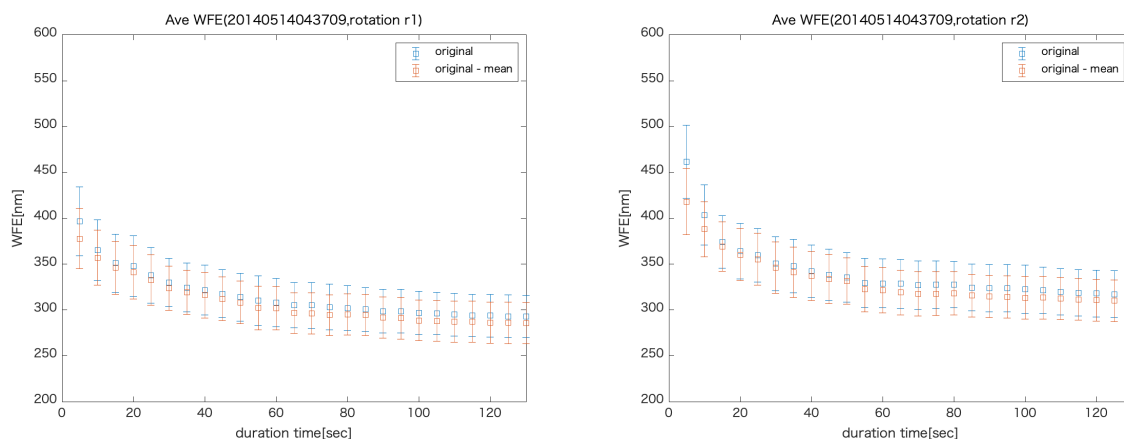 Ave WFE(20140514043709,rotation r1)
600
550
500
450
400
350
300
250
200
WFE[nm]
original
original - mean
0 20 40 60 80 100 120
duration time[sec]
Ave WFE(20140514043709,rotation r2)
600
550
500
450
400
350
300
250
200
WFE[nm]
original
original - mean
0 20 40 60 80 100 120
duration time[sec]